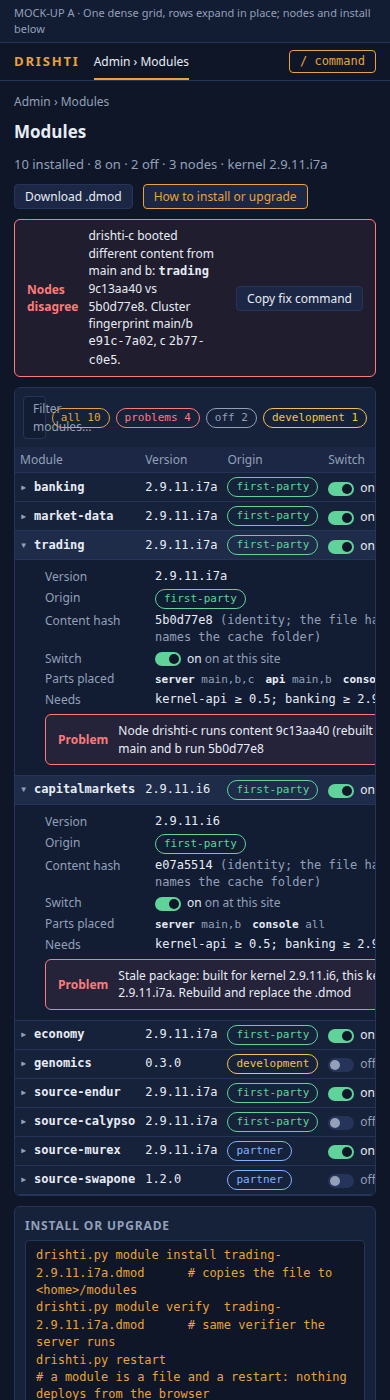 MOCK-UP A · One dense grid, rows expand in place; nodes and install
below
DRISHTI Admin › Modules / command
Admin › Modules
Modules
10 installed · 8 on · 2 off · 3 nodes · kernel 2.9.11.i7a
Download .dmod How to install or upgrade
Nodes disagree
drishti-c booted
different content from
main and b: trading
9c13aa40 vs
5b0d77e8. Cluster
fingerprint main/b
e91c-7a02, c 2b77-
c0e5.
Copy fix command
Filter modules... all 10 problems 4 off 2 development 1
Module Version Origin Switch
▸ banking 2.9.11.i7a first-party on
▸ market-data 2.9.11.i7a first-party on
▾ trading 2.9.11.i7a first-party on
Version 2.9.11.i7a
Origin first-party
Content hash 5b0d77e8 (identity; the file ha
names the cache folder)
Switch on on at this site
Parts placed server main,b,c api main,b conso
Needs kernel-api ≥ 0.5; banking ≥ 2.9
Problem Node drishti-c runs content 9c13aa40 (rebuilt
main and b run 5b0d77e8
▾ capitalmarkets 2.9.11.i6 first-party on
Version 2.9.11.i6
Origin first-party
Content hash e07a5514 (identity; the file ha
names the cache folder)
Switch on on at this site
Parts placed server main,b console all
Needs kernel-api ≥ 0.5; banking ≥ 2.9
Problem Stale package: built for kernel 2.9.11.i6, this ke
2.9.11.i7a. Rebuild and replace the .dmod
▸ economy 2.9.11.i7a first-party on
▸ genomics 0.3.0 development off
▸ source-endur 2.9.11.i7a first-party on
▸ source-calypso 2.9.11.i7a first-party off
▸ source-murex 2.9.11.i7a partner on
▸ source-swapone 1.2.0 partner off
INSTALL OR UPGRADE
drishti.py module install trading-
2.9.11.i7a.dmod # copies the file to
<home>/modules
drishti.py module verify trading-
2.9.11.i7a.dmod # same verifier the
server runs
drishti.py restart
# a module is a file and a restart: nothing
deploys from the browser